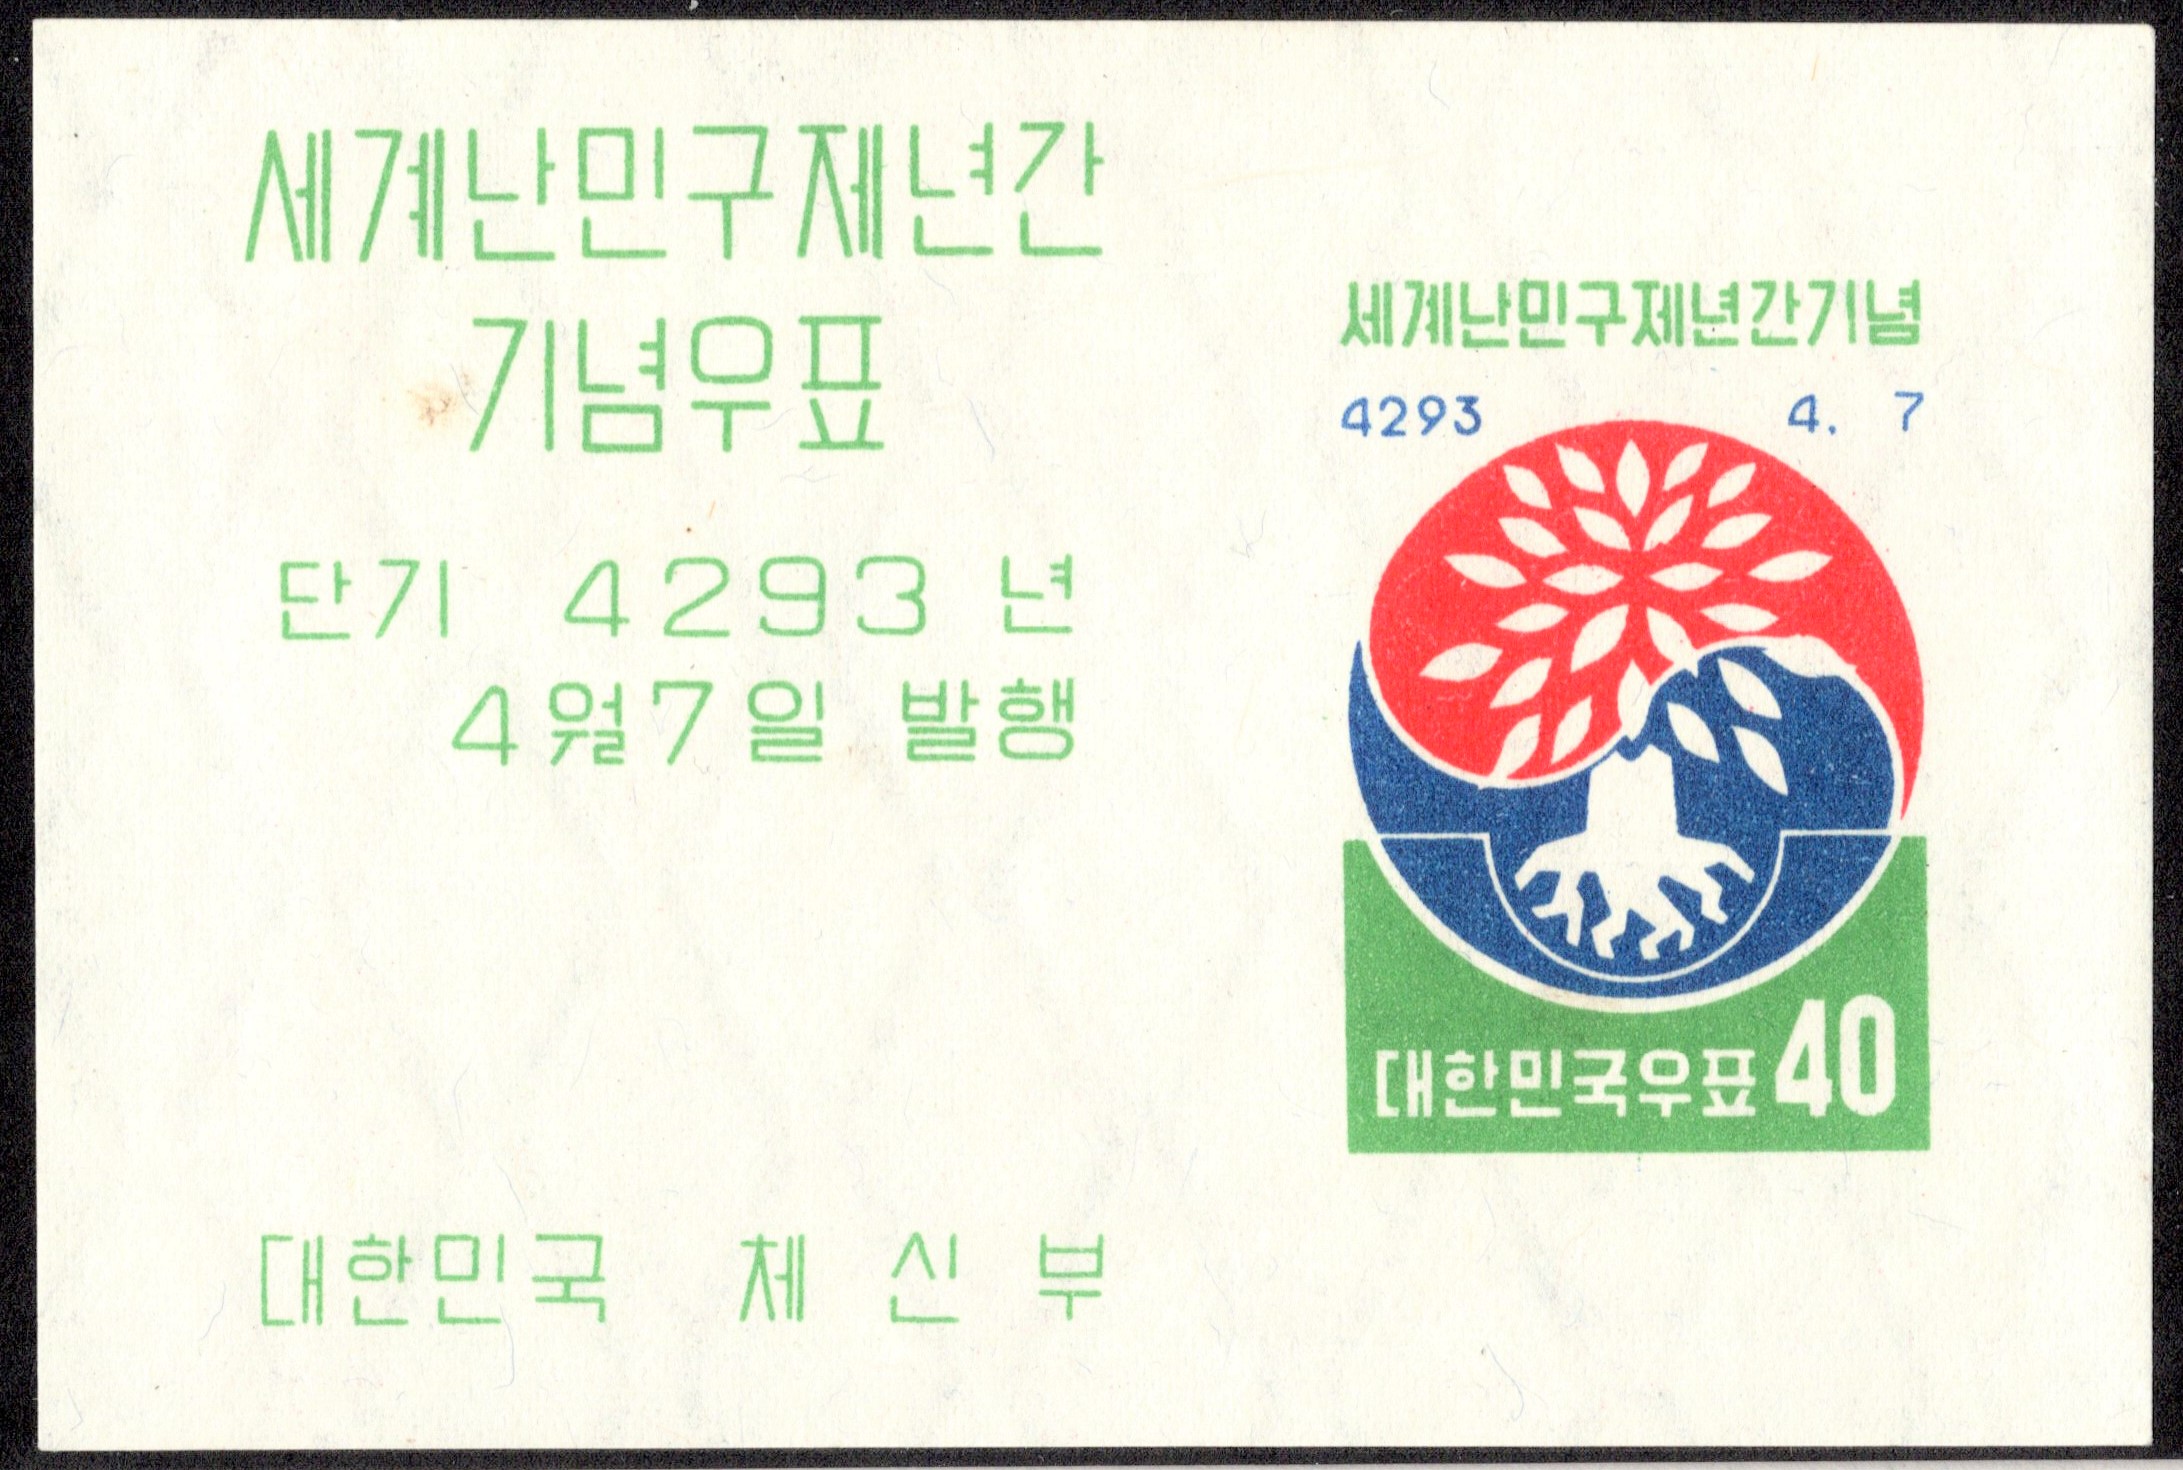 세계난민구제년간
기념우표
단기 4293 년
4월7일 발행
대한민국 체 신 부
세계난민구제년간기념
4293 4. 7
대한민국우표40